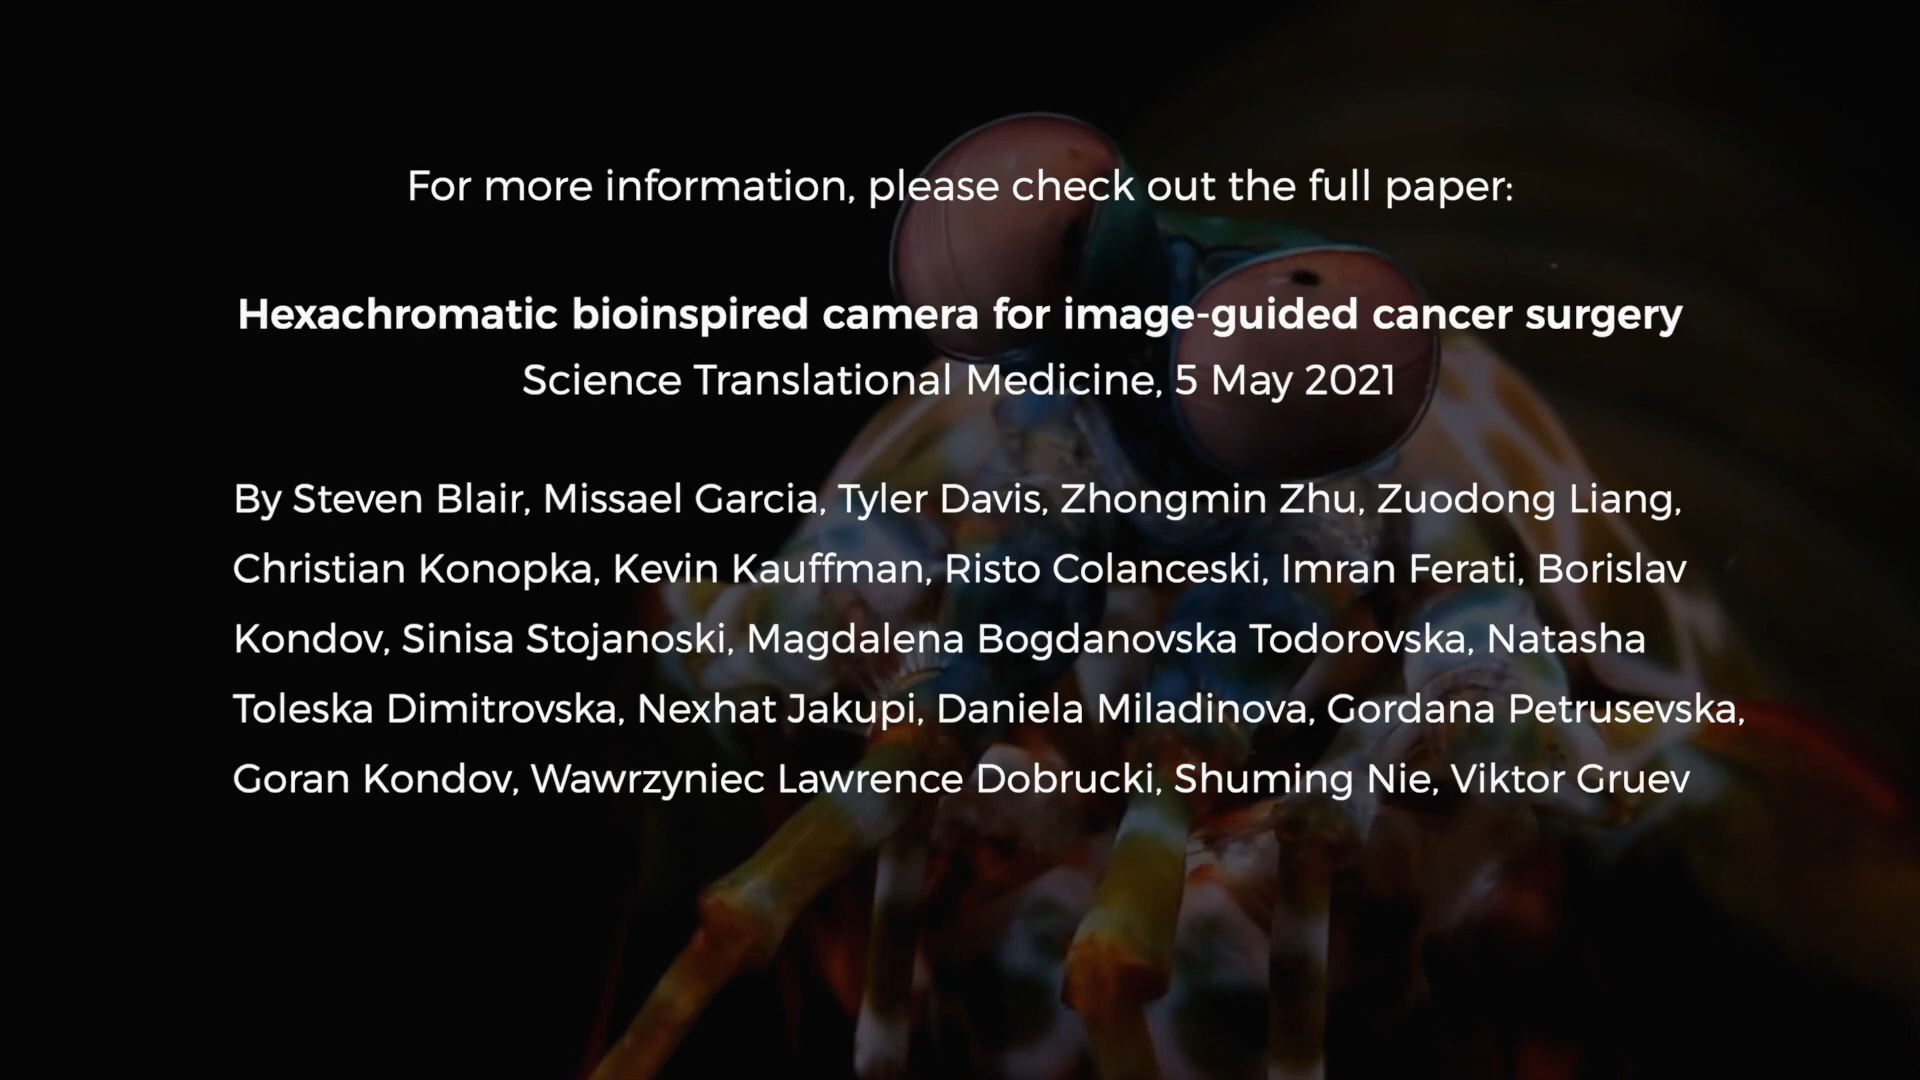 For more information, please check out the full paper:
Hexachromatic bioinspired camera for image-guided cancer surgery
Science Translational Medicine, 5 May 2021
By Steven Blair, Missael Garcia, Tyler Davis, Zhongmin Zhu, Zuodong Liang,
Christian Konopka, Kevin Kauffman, Risto Colanceski, Imran Ferati, Borislav
Kondov, Sinisa Stojanoski, Magdalena Bogdanovska Todorovska, Natasha
Toleska Dimitrovska, Nexhat Jakupi, Daniela Miladinova, Gordana Petrusevska,
Goran Kondov, Wawrzyniec Lawrence Dobrucki, Shuming Nie, Viktor Gruev